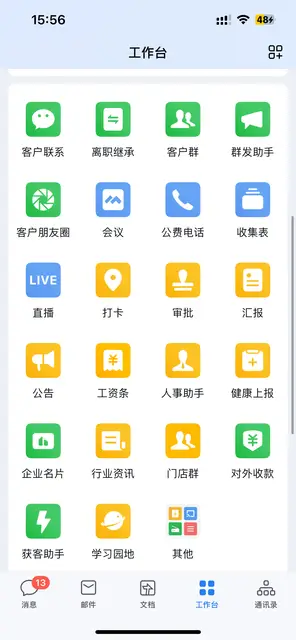 15:56
48
工作台
客户联系 离职继承 客户群 群发助手
客户朋友圈 会议 公费电话 收集表
LIVE
直播 打卡 审批 汇报
公告 工资条 人事助手 健康上报
企业名片 行业资讯 门店群 对外收款
获客助手 学习园地 其他
13
消息 邮件 文档 工作台 通讯录